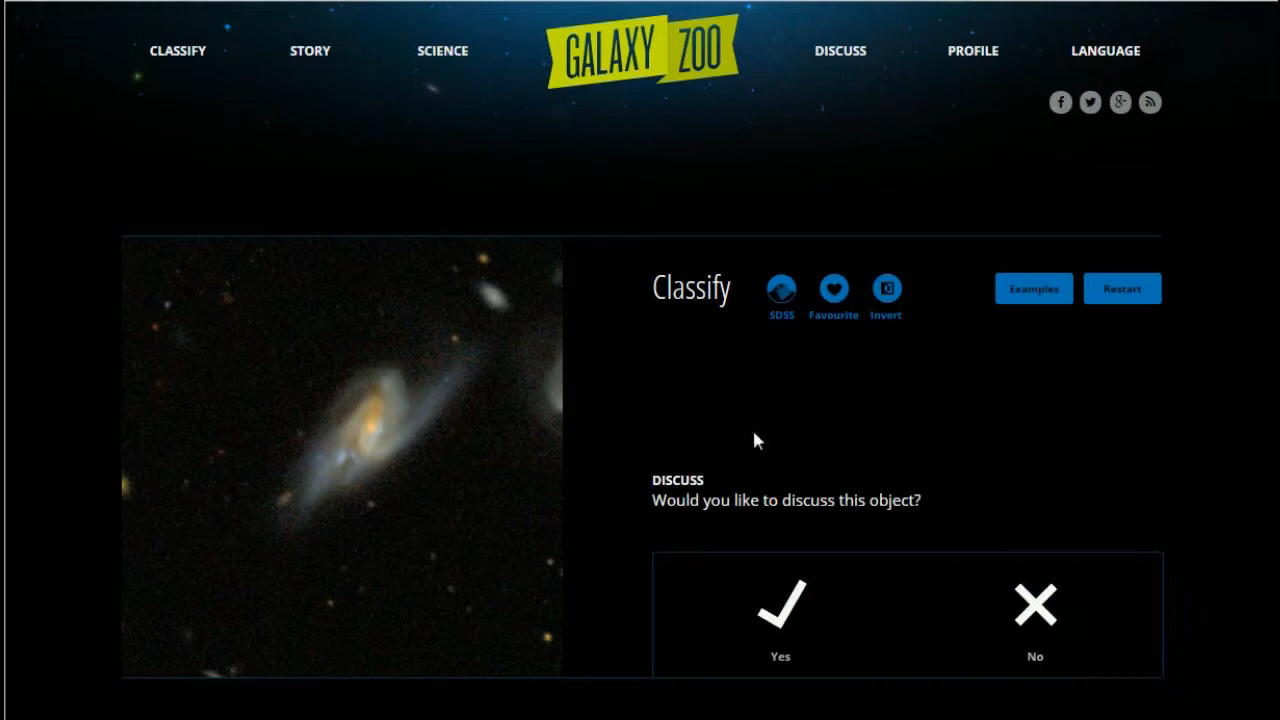 CLASSIFY STORY SCIENCE GALAXY ZOO DISCUSS PROFILE LANGUAGE
Classify
SDSS Favourite Invert
Examples Restart
DISCUSS
Would you like to discuss this object?
Yes No